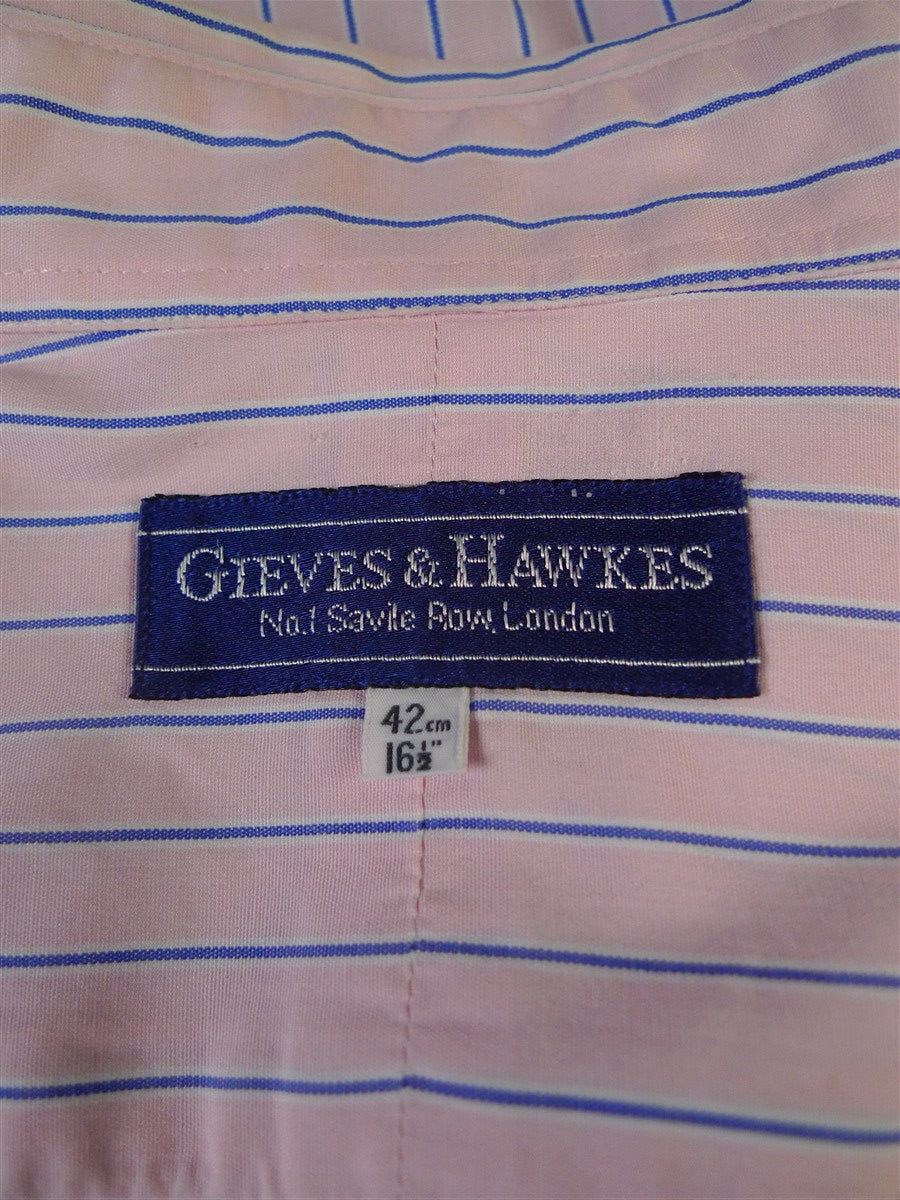 GIEVES & HAWKES
No.1 Savile Row, London
42cm
16½"